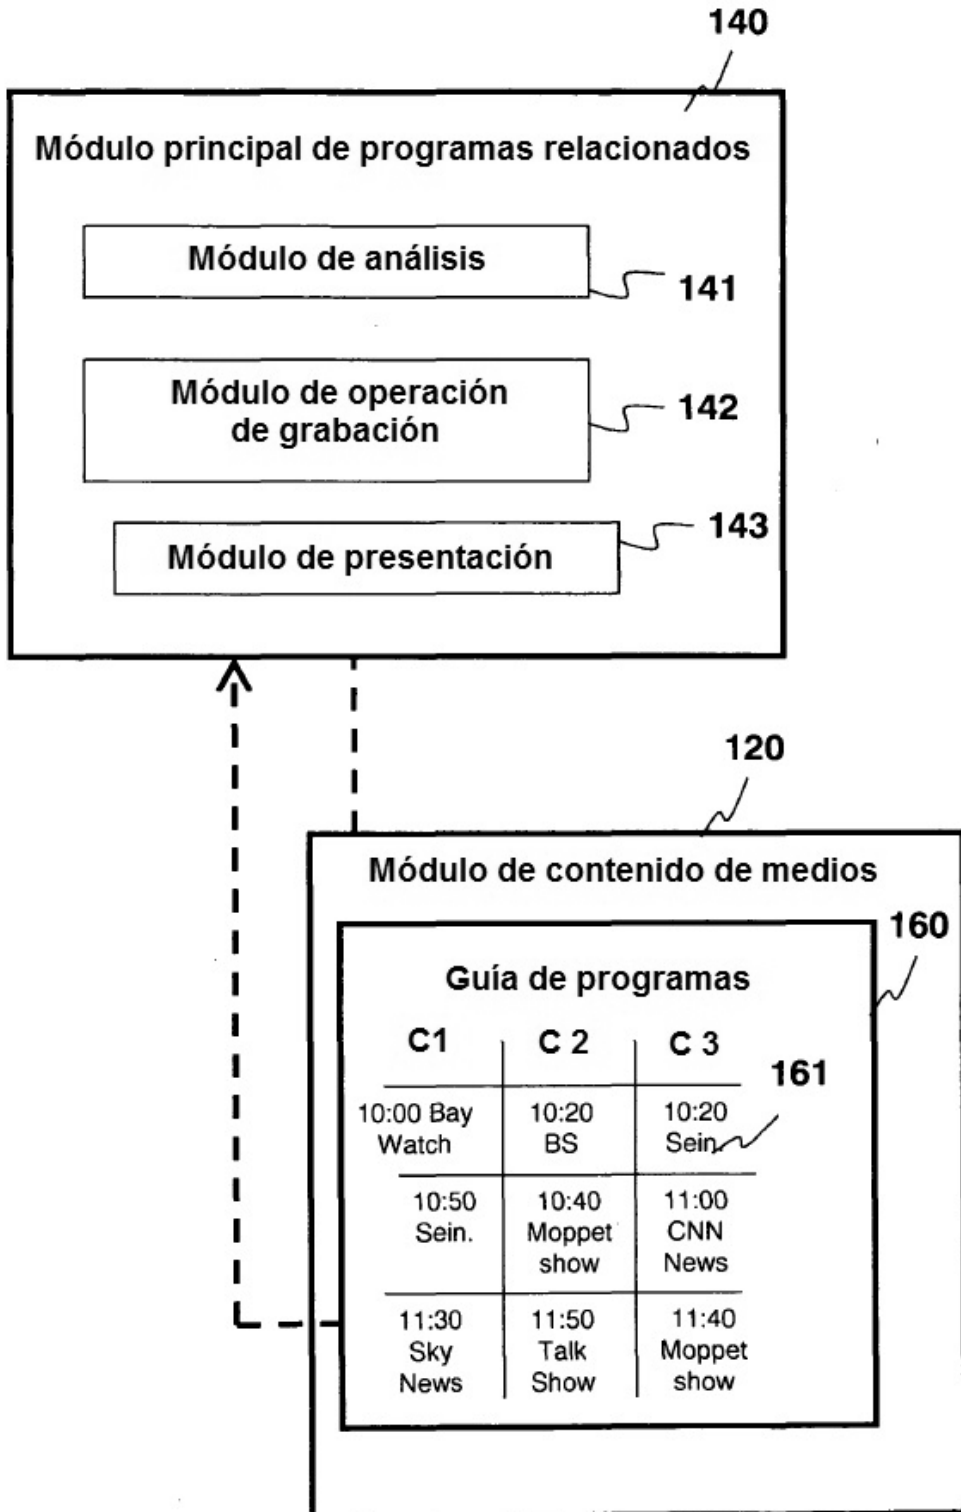 140
Módulo principal de programas relacionados
Módulo de análisis
141
Módulo de operación
de grabación
142
143
Módulo de presentación
120
Módulo de contenido de medios
160
Guía de programas
C1 C 2 C 3
161
10:00 Bay
Watch
10:20
BS
10:20
Sein.
10:50
Sein.
10:40
Moppet
show
11:00
CNN
News
11:30
Sky
News
11:50
Talk
Show
11:40
Moppet
show